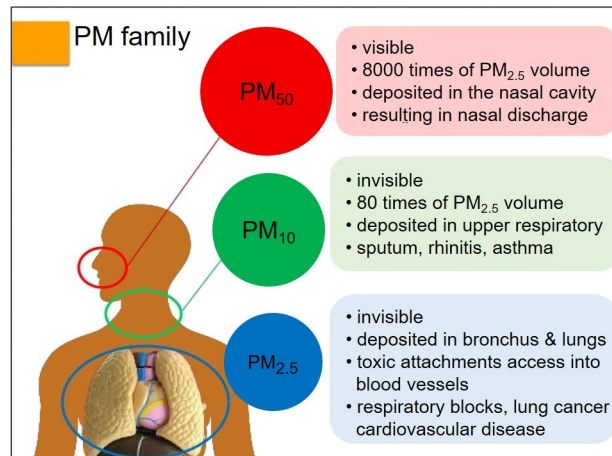 PM family
PM₅₀
• visible
• 8000 times of PM₂.₅ volume
• deposited in the nasal cavity
• resulting in nasal discharge
PM₁₀
• invisible
• 80 times of PM₂.₅ volume
• deposited in upper respiratory
• sputum, rhinitis, asthma
PM₂.₅
• invisible
• deposited in bronchus & lungs
• toxic attachments access into
blood vessels
• respiratory blocks, lung cancer
cardiovascular disease